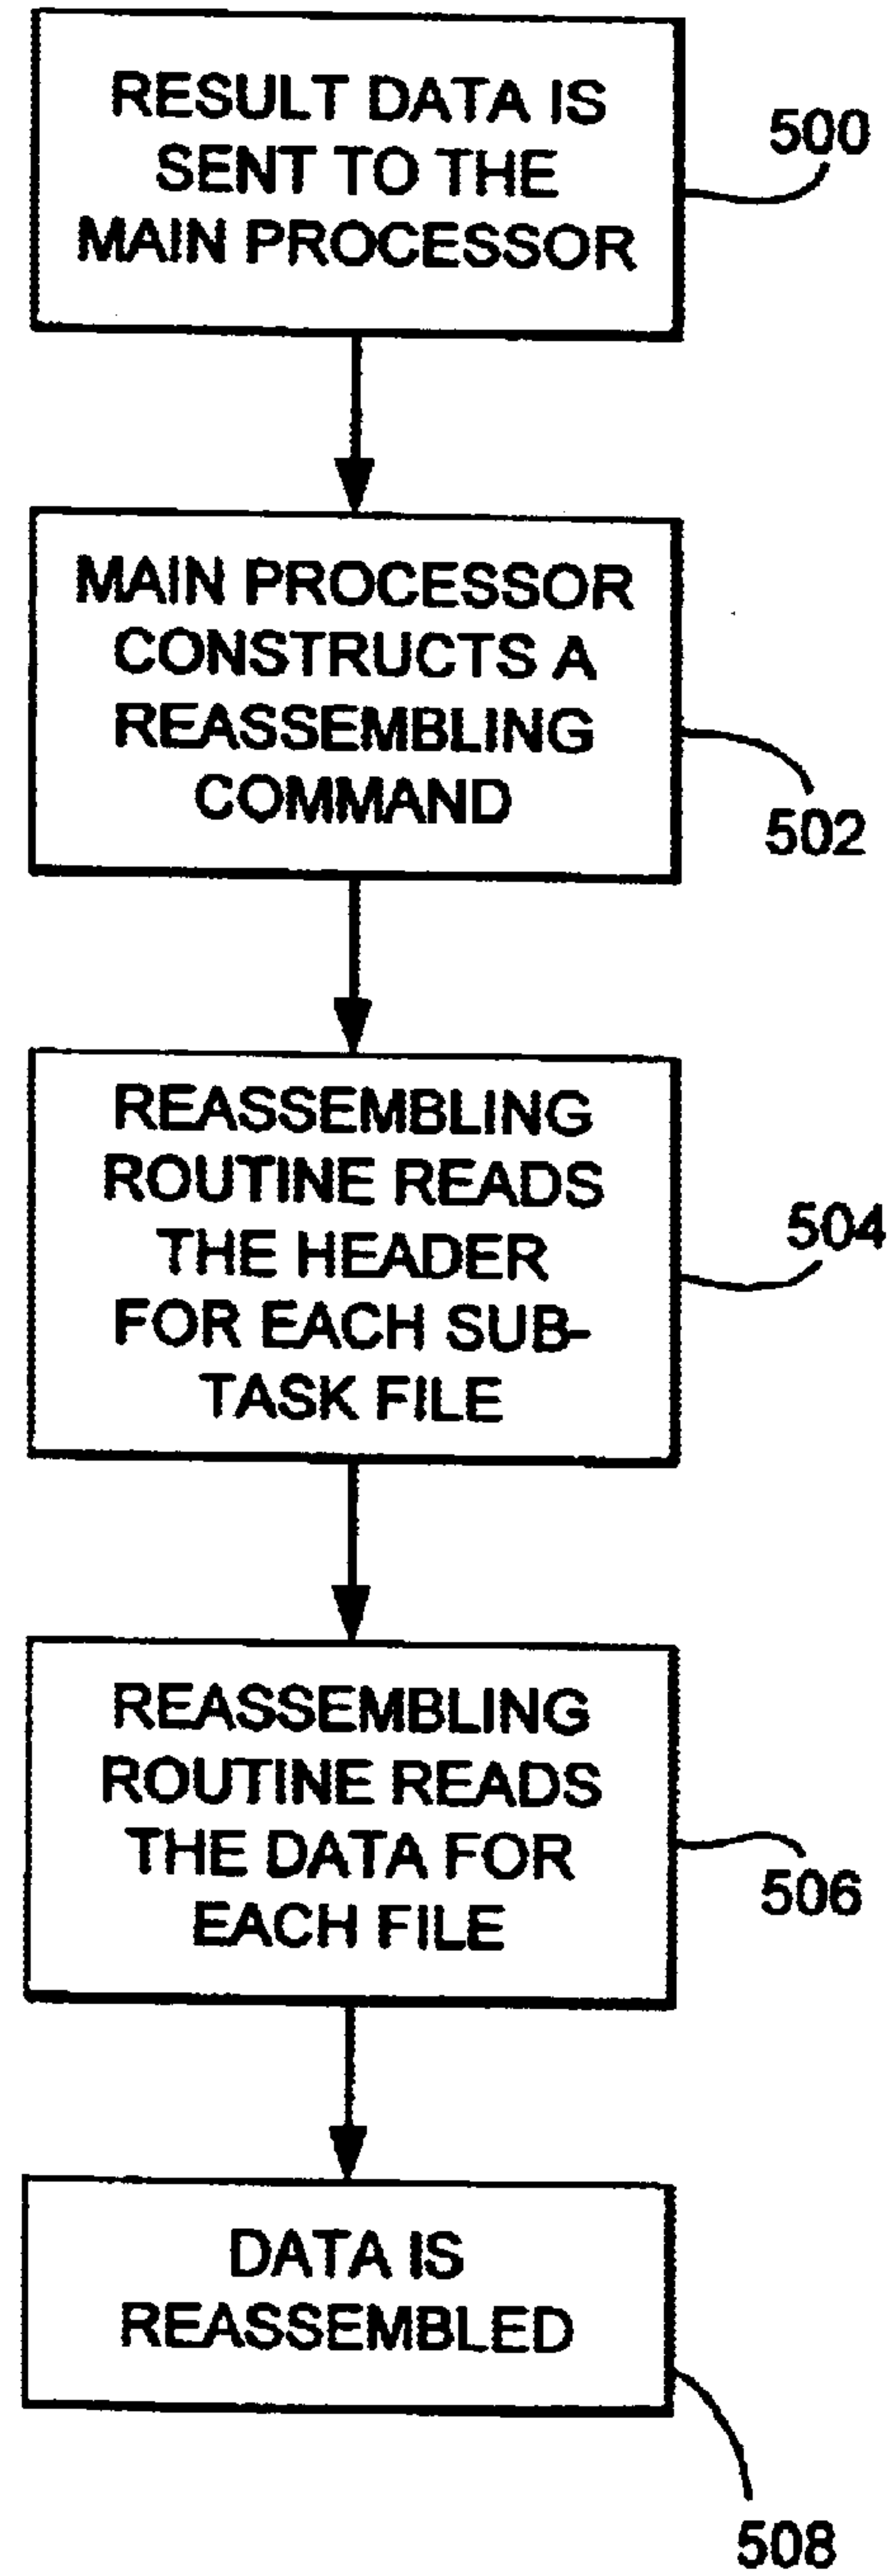 RESULT DATA IS
SENT TO THE
MAIN PROCESSOR
500
MAIN PROCESSOR
CONSTRUCTS A
REASSEMBLING
COMMAND
502
REASSEMBLING
ROUTINE READS
THE HEADER
FOR EACH SUB-
TASK FILE
504
REASSEMBLING
ROUTINE READS
THE DATA FOR
EACH FILE
506
DATA IS
REASSEMBLED
508